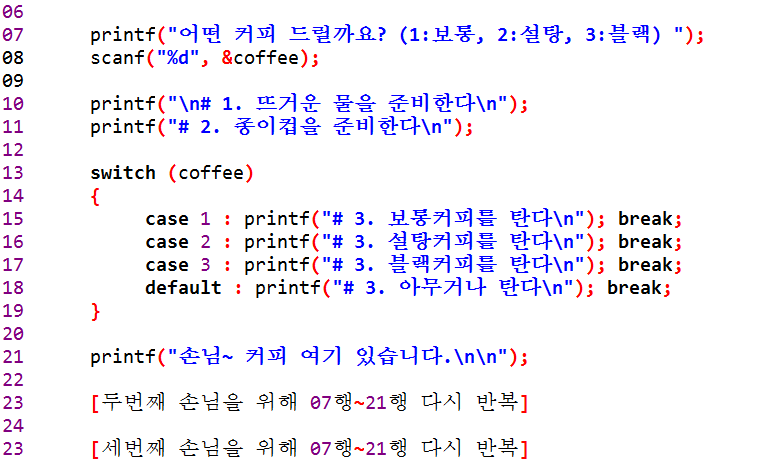 06
07 printf("어떤 커피 드릴까요? (1:보통, 2:설탕, 3:블랙) ");
08 scanf("%d", &coffee);
09
10 printf("\n# 1. 뜨거운 물을 준비한다\n");
11 printf("# 2. 종이컵을 준비한다\n");
12
13 switch (coffee)
14 {
15 case 1 : printf("# 3. 보통커피를 탄다\n"); break;
16 case 2 : printf("# 3. 설탕커피를 탄다\n"); break;
17 case 3 : printf("# 3. 블랙커피를 탄다\n"); break;
18 default : printf("# 3. 아무거나 탄다\n"); break;
19 }
20
21 printf("손님~ 커피 여기 있습니다.\n\n");
22
23 [두번째 손님을 위해 07행~21행 다시 반복]
24
23 [세번째 손님을 위해 07행~21행 다시 반복]